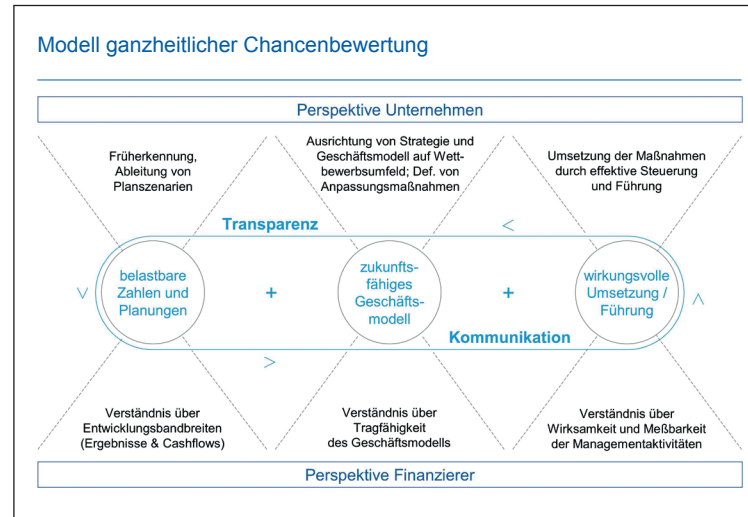 Modell ganzheitlicher Chancenbewertung
Perspektive Unternehmen
Früherkennung,
Ableitung von
Planszenarien
Ausrichtung von Strategie und
Geschäftsmodell auf Wett-
bewerbsumfeld; Def. von
Anpassungsmaßnahmen
Umsetzung der Maßnahmen
durch effektive Steuerung
und Führung
Transparenz
<
belastbare
Zahlen und
Planungen
+
zukunfts-
fähiges
Geschäfts-
modell
+
wirkungsvolle
Umsetzung /
Führung
Kommunikation
>
Verständnis über
Entwicklungsbandbreiten
(Ergebnisse & Cashflows)
Verständnis über
Tragfähigkeit
des Geschäftsmodells
Verständnis über
Wirksamkeit und Meßbarkeit
der Managementaktivitäten
Perspektive Finanzierer